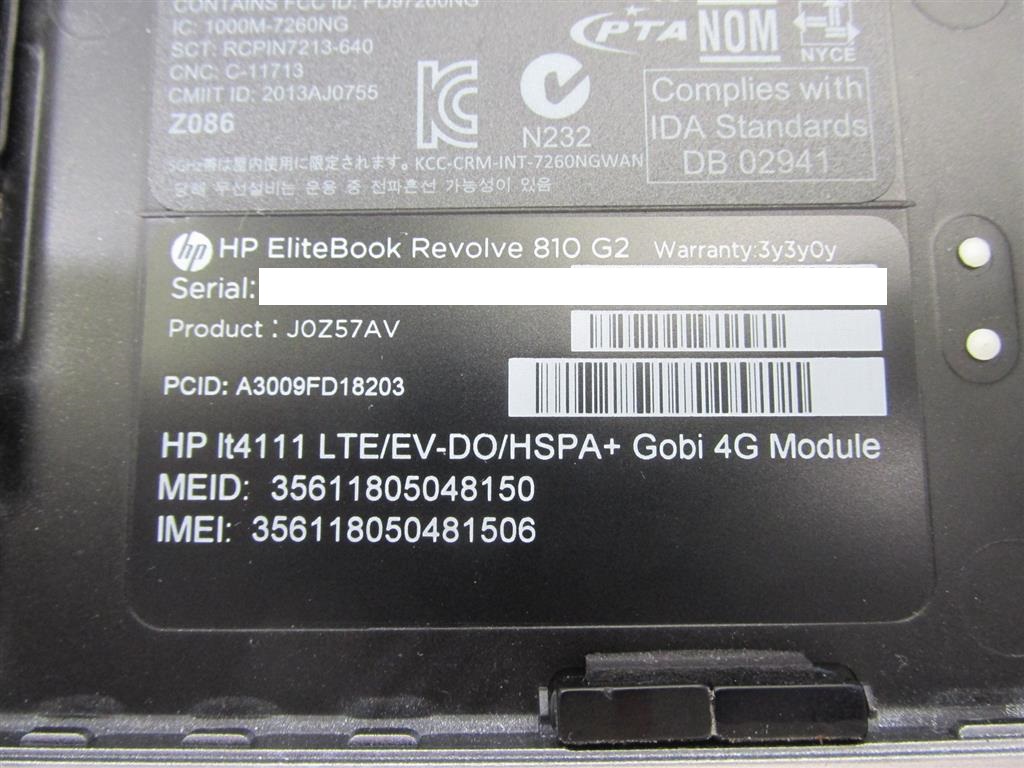 CONTAINS FCC ID: PD97260NG
IC: 1000M-7260NG
SCT: RCPIN7213-640
CNC: C-11713
CMIIT ID: 2013AJ0755
Z086
PTA
NOM
NYCE
N232
Complies with
IDA Standards
DB 02941
5GHz帯は屋内使用に限定されます。KCC-CRM-INT-7260NGWAN
당해 무선설비는 운용 중 전파혼선 가능성이 있음
hp HP EliteBook Revolve 810 G2 Warranty:3y3y0y
Serial:
Product : J0Z57AV
PCID: A3009FD18203
HP lt4111 LTE/EV-DO/HSPA+ Gobi 4G Module
MEID: 35611805048150
IMEI: 356118050481506